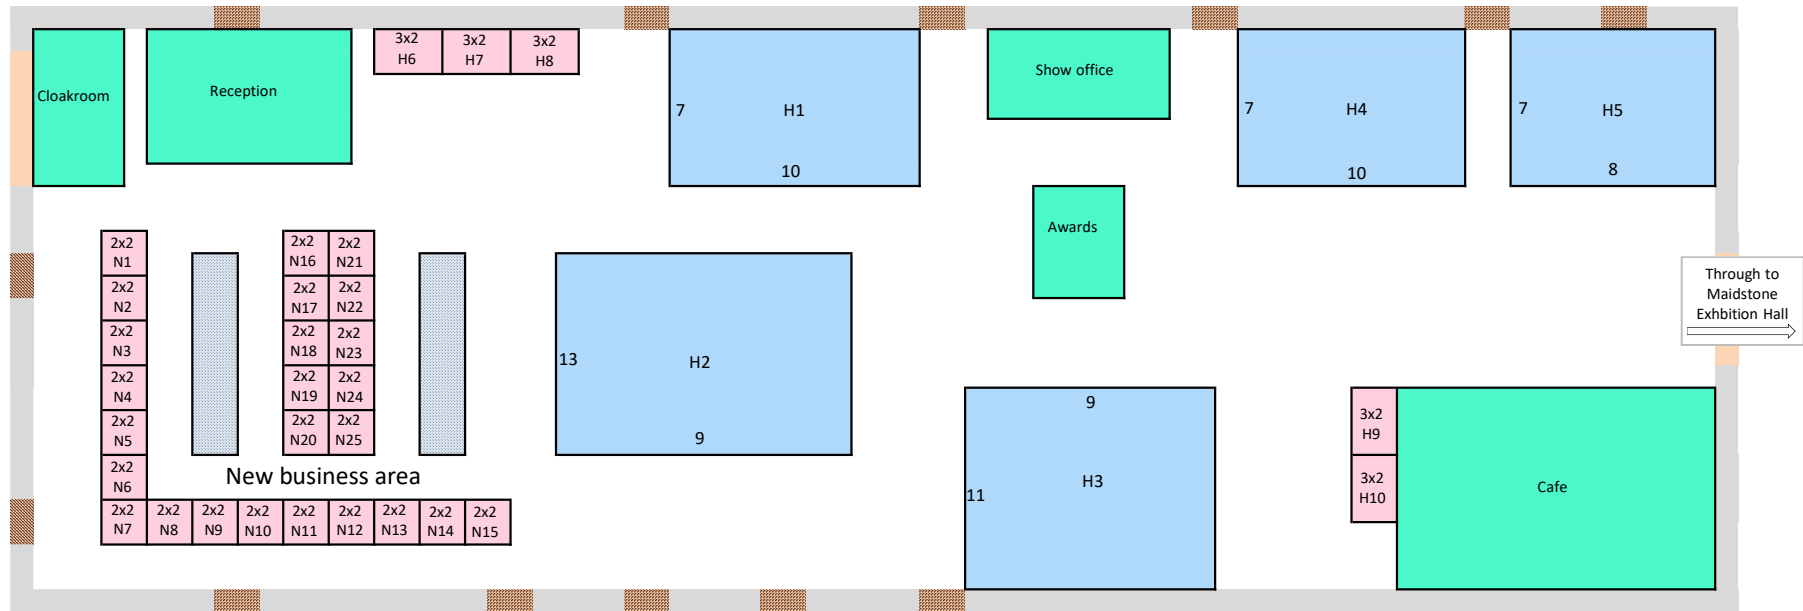 Cloakroom
Reception
3x2
H6
3x2
H7
3x2
H8
7
H1
10
Show office
7
H4
10
7
H5
8
Awards
2x2
N1
2x2
N2
2x2
N3
2x2
N4
2x2
N5
2x2
N6
2x2
N7
2x2
N8
2x2
N9
2x2
N10
2x2
N11
2x2
N12
2x2
N13
2x2
N14
2x2
N15
2x2
N16
2x2
N17
2x2
N18
2x2
N19
2x2
N20
2x2
N21
2x2
N22
2x2
N23
2x2
N24
2x2
N25
New business area
13
H2
9
9
11
H3
3x2
H9
3x2
H10
Cafe
Through to
Maidstone
Exhbition Hall